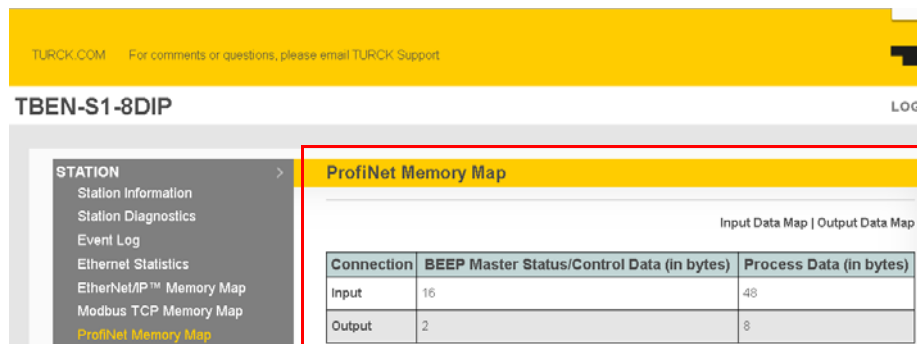 TURCK.COM For comments or questions, please email TURCK Support
TBEN-S1-8DIP
STATION >
Station Information
Station Diagnostics
Event Log
Ethernet Statistics
EtherNet/IP™ Memory Map
Modbus TCP Memory Map
ProfiNet Memory Map
ProfiNet Memory Map
Input Data Map | Output Data Map
Connection BEEP Master Status/Control Data (in bytes) Process Data (in bytes)
Input 16 48
Output 2 8